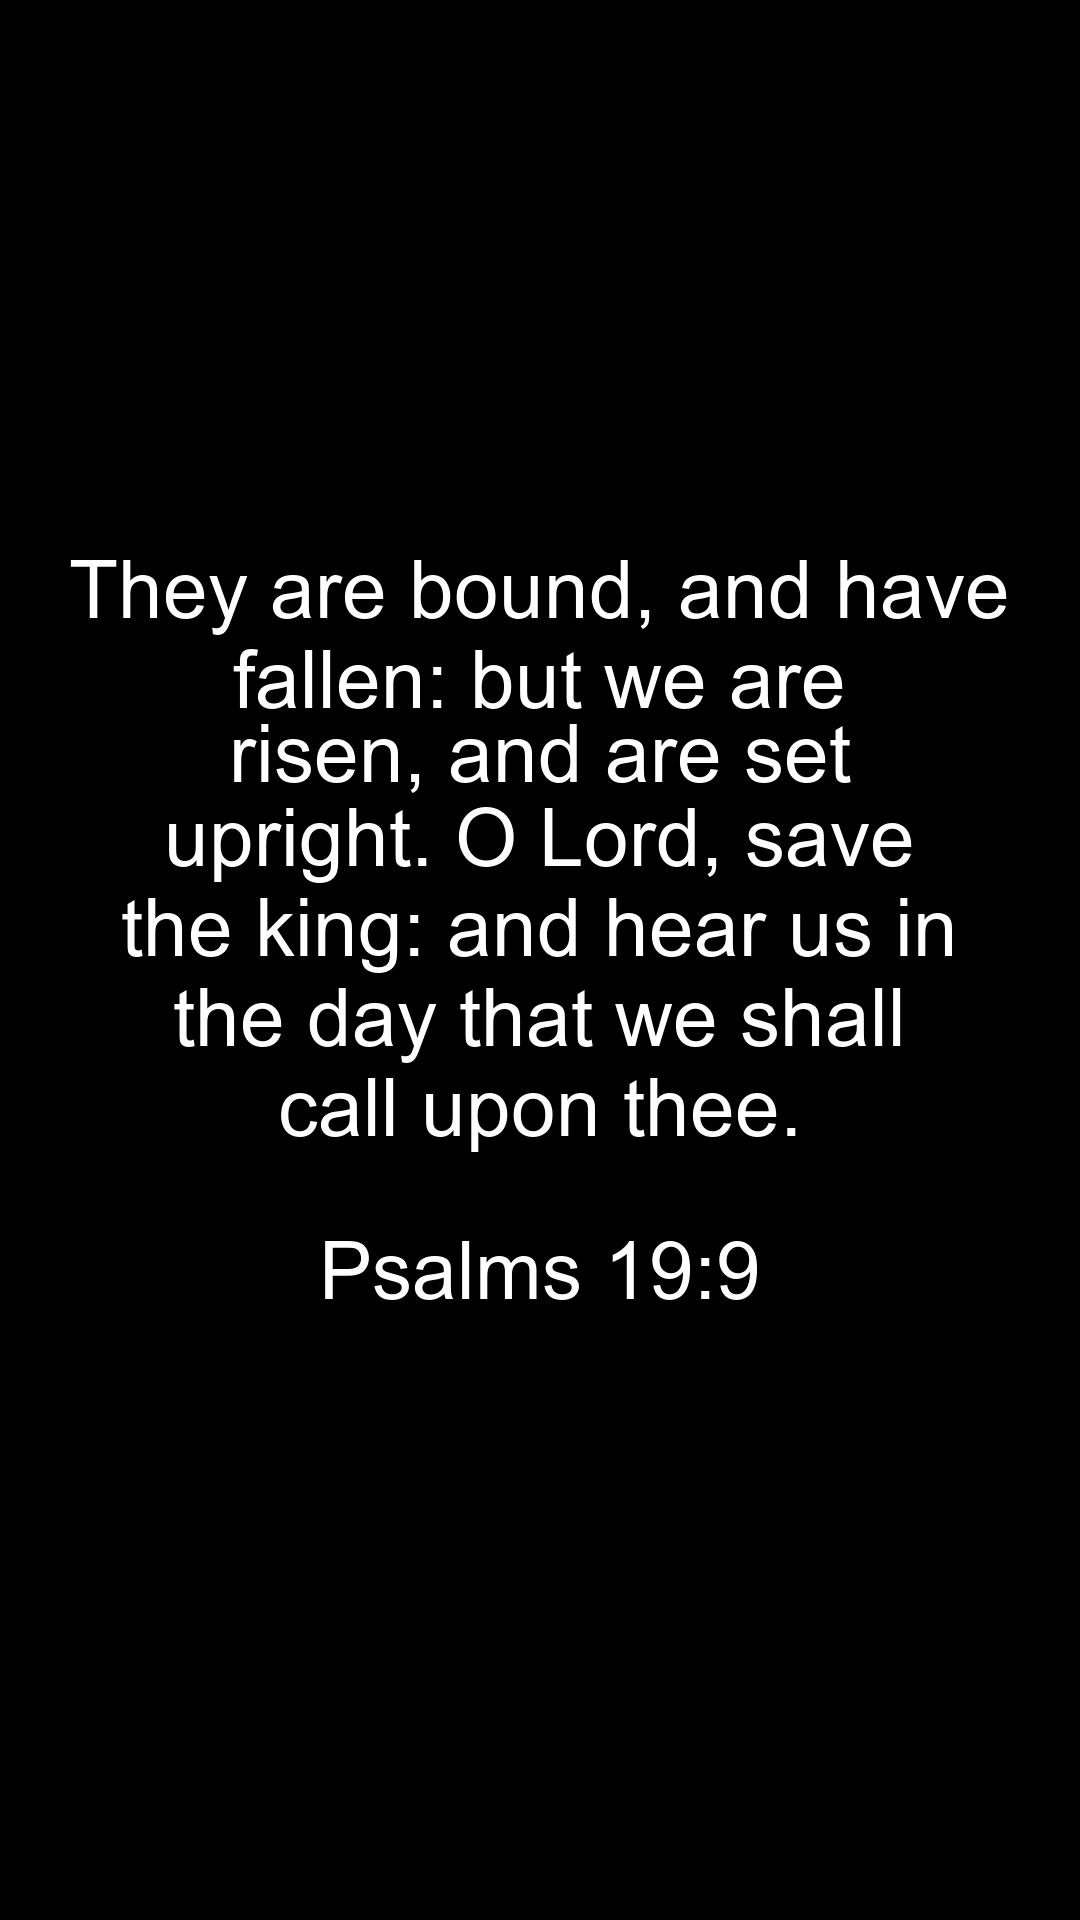 They are bound, and have
fallen: but we are
risen, and are set
upright. O Lord, save
the king: and hear us in
the day that we shall
call upon thee.
Psalms 19:9